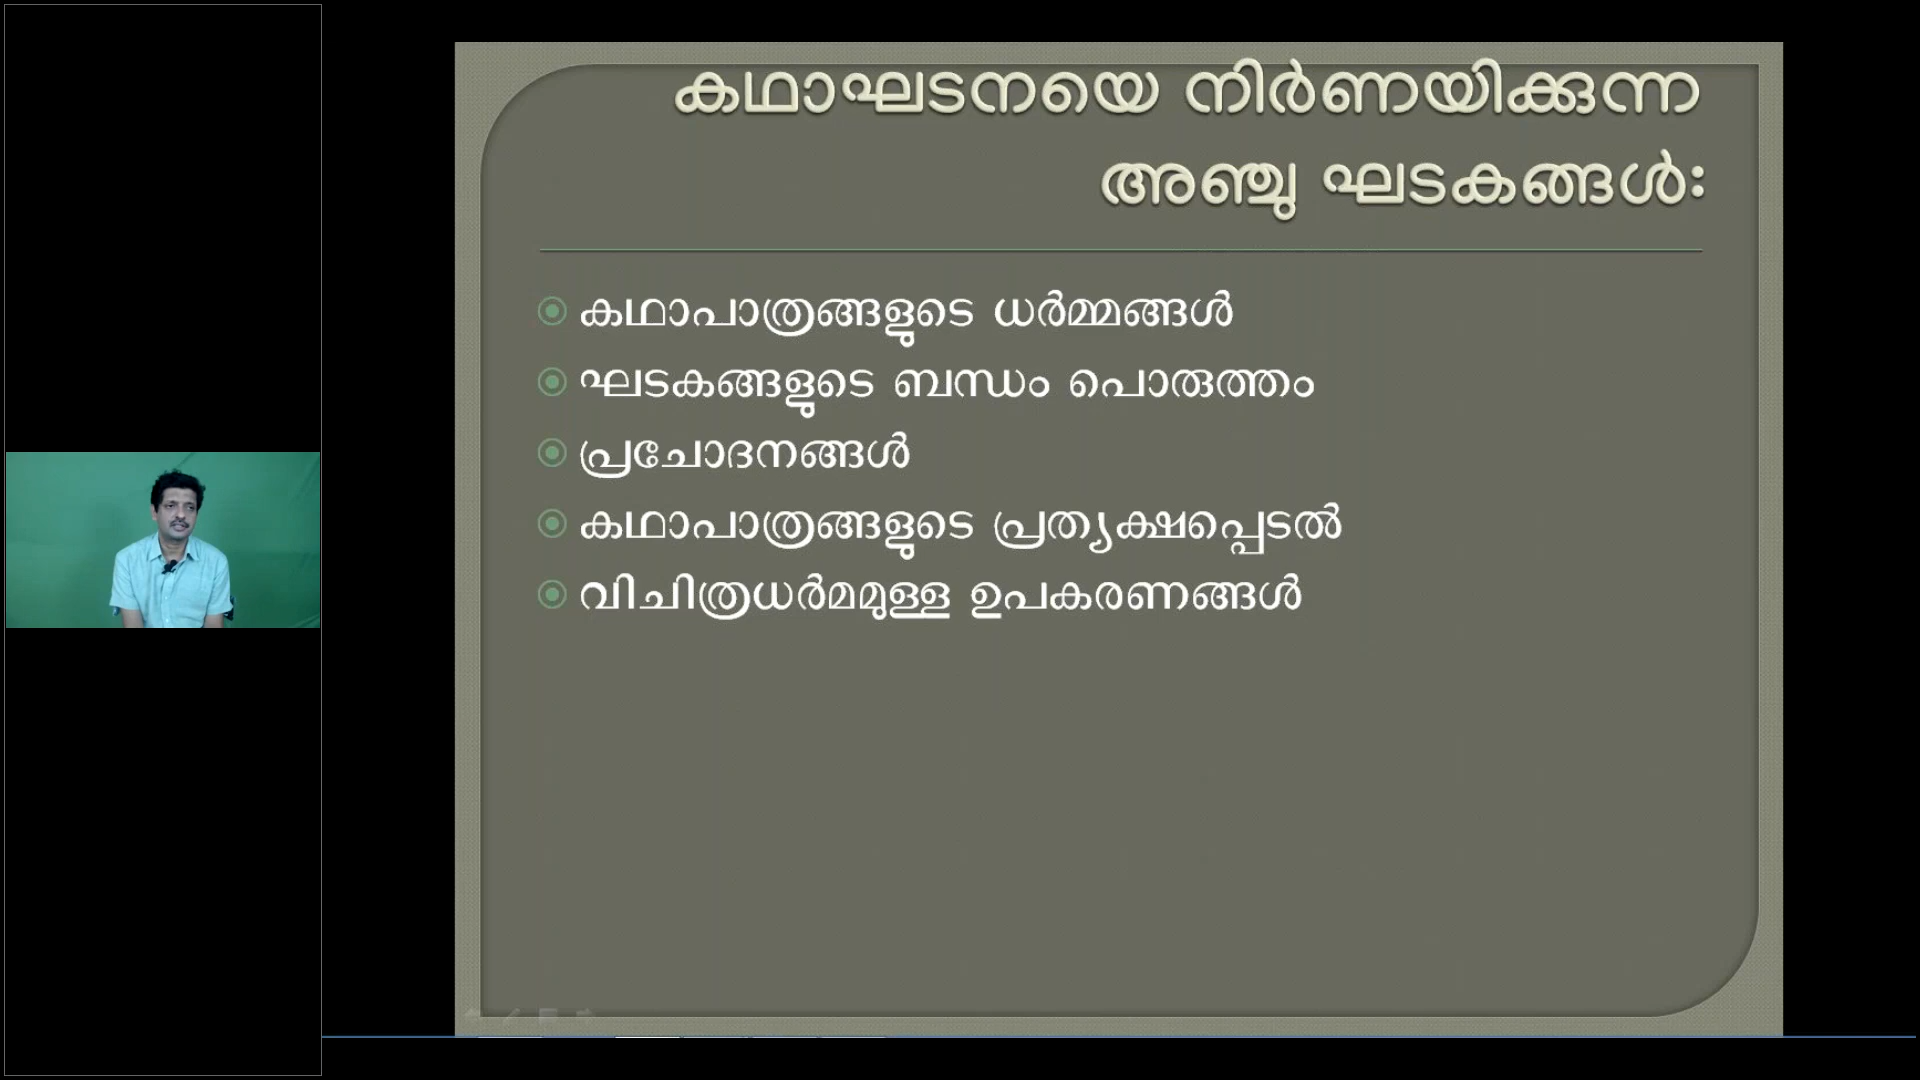 കഥാഘടനയെ നിർണയിക്കുന്ന
അഞ്ചു ഘടകങ്ങൾ:
കഥാപാത്രങ്ങളുടെ ധർമ്മങ്ങൾ
ഘടകങ്ങളുടെ ബന്ധം പൊരുത്തം
പ്രചോദനങ്ങൾ
കഥാപാത്രങ്ങളുടെ പ്രത്യക്ഷപ്പെടൽ
വിചിത്രധർമമുള്ള ഉപകരണങ്ങൾ